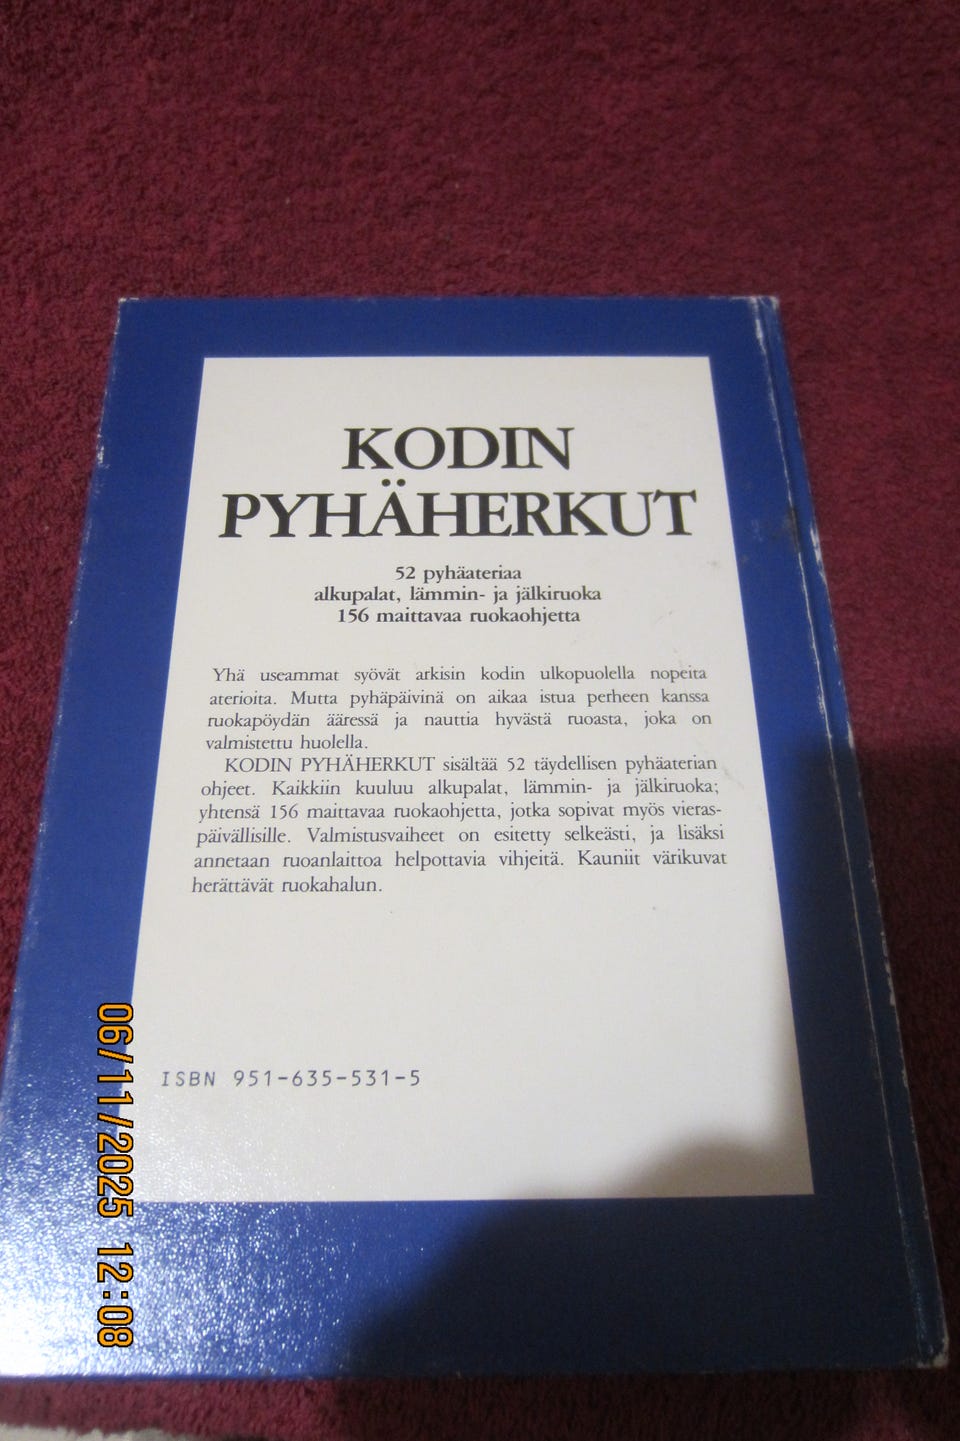 KODIN
PYHÄHERKUT
52 pyhäateriaa
alkupalat, lämmin- ja jälkiruoka
156 maittavaa ruokaohjetta
Yhä useammat syövät arkisin kodin ulkopuolella nopeita
aterioita. Mutta pyhäpäivinä on aikaa istua perheen kanssa
ruokapöydän ääressä ja nauttia hyvästä ruoasta, joka on
valmistettu huolella.
KODIN PYHÄHERKUT sisältää 52 täydellisen pyhäaterian
ohjeet. Kaikkiin kuuluu alkupalat, lämmin- ja jälkiruoka;
yhtensä 156 maittavaa ruokaohjetta, jotka sopivat myös vieras-
päivällisille. Valmistusvaiheet on esitetty selkeästi, ja lisäksi
annetaan ruoanlaittoa helpottavia vihjeitä. Kauniit värikuvat
herättävät ruokahalun.
ISBN 951-635-531-5
06/11/2025 12:08